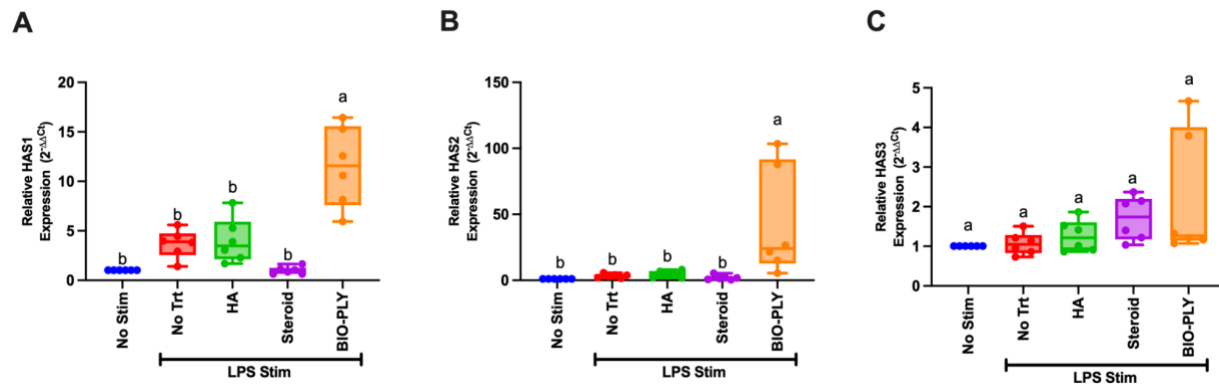 A
Relative HAS1
Expression (2^-ΔΔCt)
20
15
10
5
0
b
b
b
b
a
No Stim
No Trt
HA
Steroid
BIO-PLY
LPS Stim
B
Relative HAS2
Expression (2^-ΔΔCt)
150
100
50
0
b
b
b
b
a
No Stim
No Trt
HA
Steroid
BIO-PLY
LPS Stim
C
Relative HAS3
Expression (2^-ΔΔCt)
5
4
3
2
1
0
a
a
a
a
a
No Stim
No Trt
HA
Steroid
BIO-PLY
LPS Stim